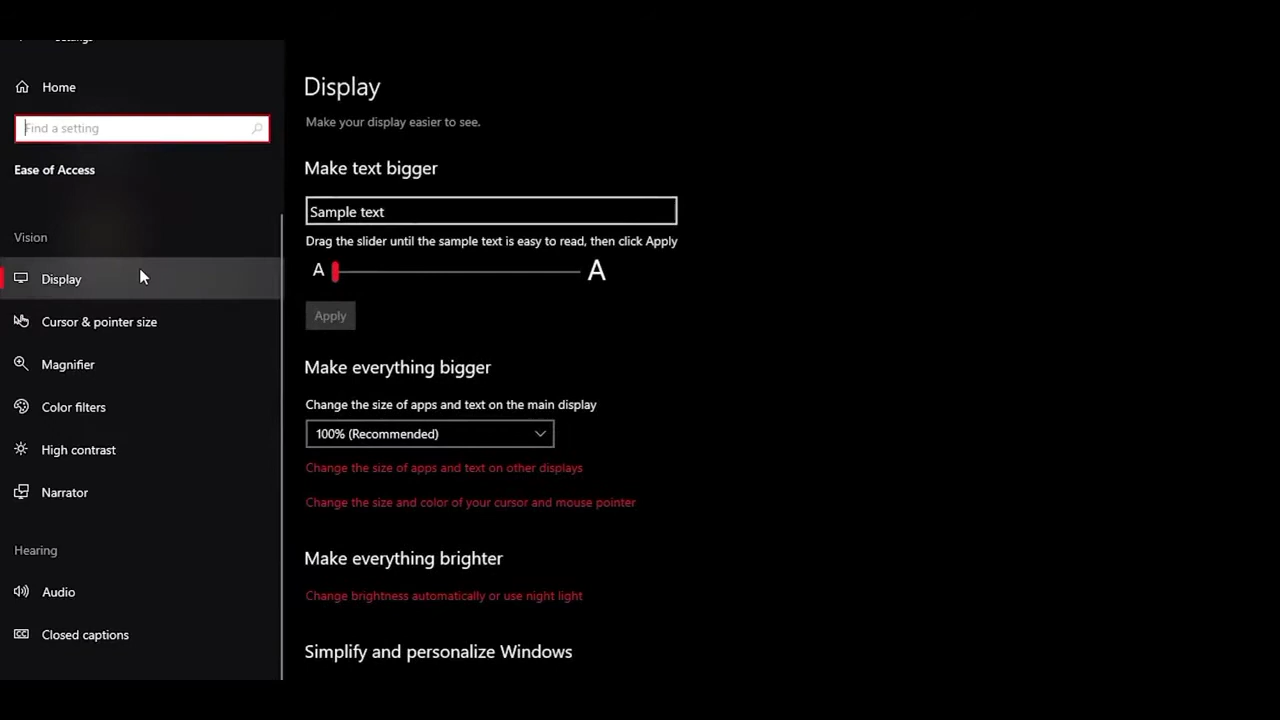 Settings
Home
Find a setting
Ease of Access
Vision
Display
Cursor & pointer size
Magnifier
Color filters
High contrast
Narrator
Hearing
Audio
Closed captions
Display
Make your display easier to see.
Make text bigger
Sample text
Drag the slider until the sample text is easy to read, then click Apply
A A
Apply
Make everything bigger
Change the size of apps and text on the main display
100% (Recommended)
Change the size of apps and text on other displays
Change the size and color of your cursor and mouse pointer
Make everything brighter
Change brightness automatically or use night light
Simplify and personalize Windows